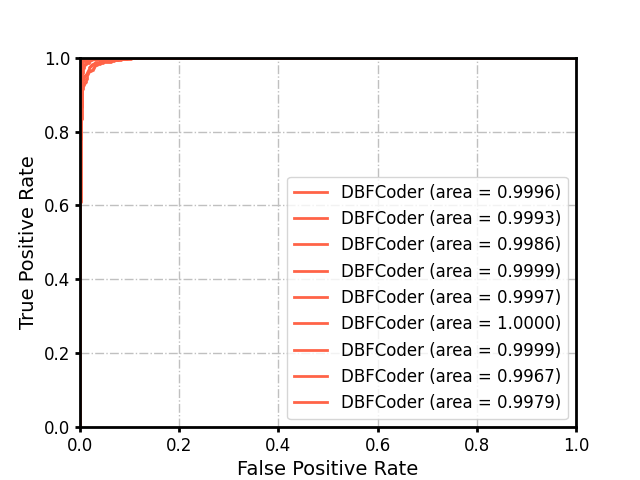 1.0
0.8
0.6
0.4
0.2
0.0
True Positive Rate
DBFCoder (area = 0.9996)
DBFCoder (area = 0.9993)
DBFCoder (area = 0.9986)
DBFCoder (area = 0.9999)
DBFCoder (area = 0.9997)
DBFCoder (area = 1.0000)
DBFCoder (area = 0.9999)
DBFCoder (area = 0.9967)
DBFCoder (area = 0.9979)
0.0 0.2 0.4 0.6 0.8 1.0
False Positive Rate